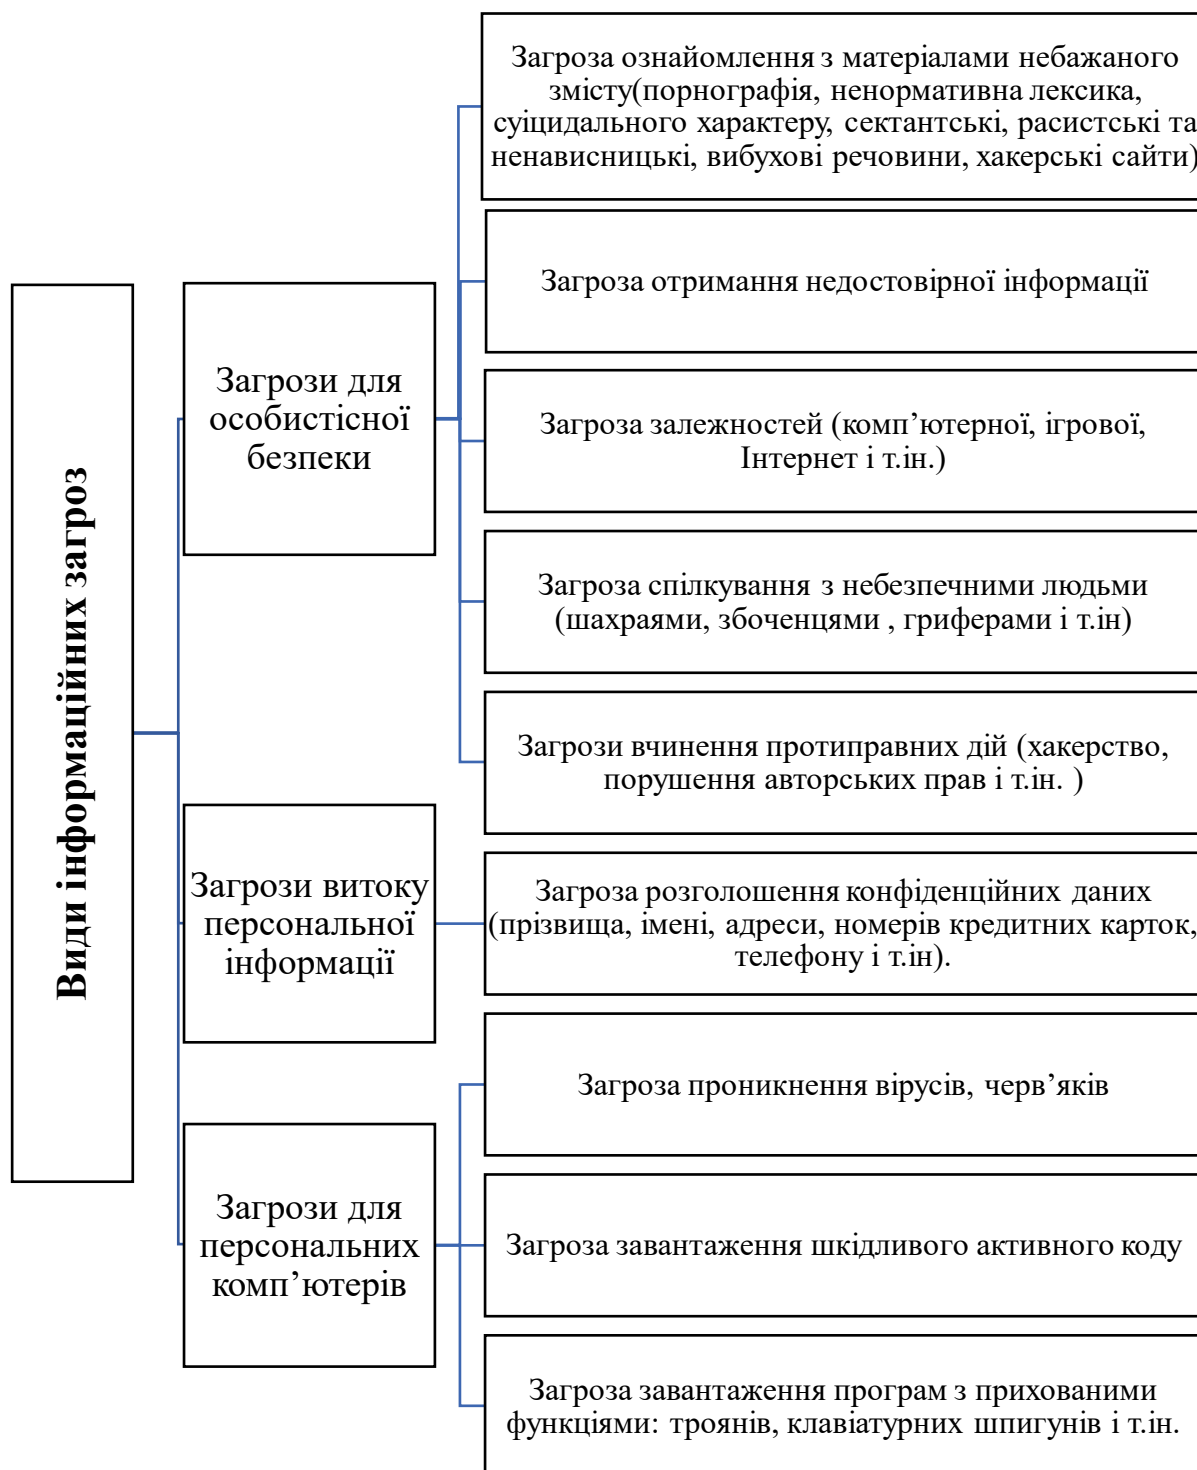 Види інформаційних загроз
Загрози для
особистісної
безпеки
Загроза ознайомлення з матеріалами небажаного
змісту(порнографія, ненормативна лексика,
суіцидального характеру, сектантські, расистські та
ненависницькі, вибухові речовини, хакерські сайти)
Загроза отримання недостовірної інформації
Загроза залежностей (комп’ютерної, ігрової,
Інтернет і т.ін.)
Загроза спілкування з небезпечними людьми
(шахраями, збоченцями , гриферами і т.ін)
Загрози вчинення протиправних дій (хакерство,
порушення авторських прав і т.ін. )
Загрози витоку
персональної
інформації
Загроза розголошення конфіденційних даних
(прізвища, імені, адреси, номерів кредитних карток,
телефону і т.ін).
Загрози для
персональних
комп’ютерів
Загроза проникнення вірусів, черв’яків
Загроза завантаження шкідливого активного коду
Загроза завантаження програм з прихованими
функціями: троянів, клавіатурних шпигунів і т.ін.